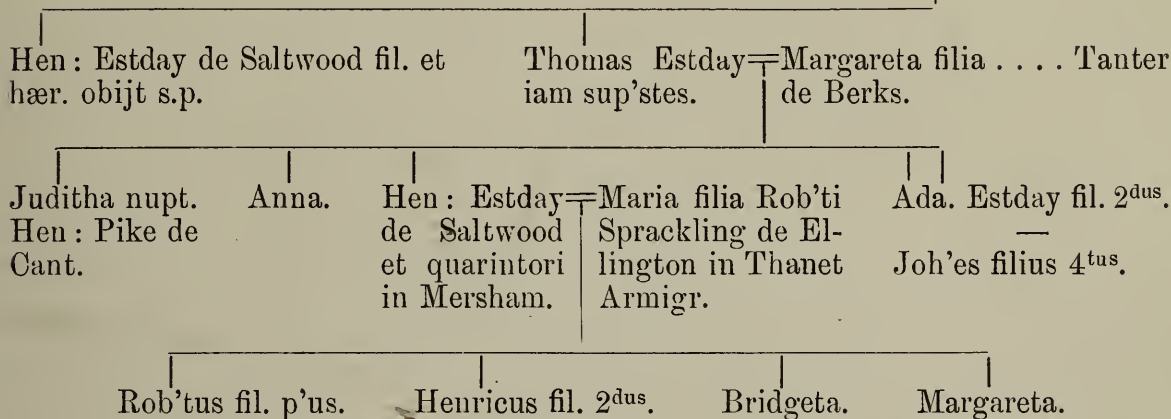 Hen: Estday de Saltwood fil. et
hær. obijt s.p.
Thomas Estday
iam sup'stes.
Margareta filia .... Tanter
de Berks.
Juditha nupt.
Hen: Pike de
Cant.
Anna.
Hen: Estday
de Saltwood
et quarintori
in Mersham.
Maria filia Rob'ti
Sprackling de El-
lington in Thanet
Armigr.
Ada. Estday fil. 2dus.
—
Joh'es filius 4tus.
Rob'tus fil. p'us.
Henricus fil. 2dus.
Bridgeta.
Margareta.